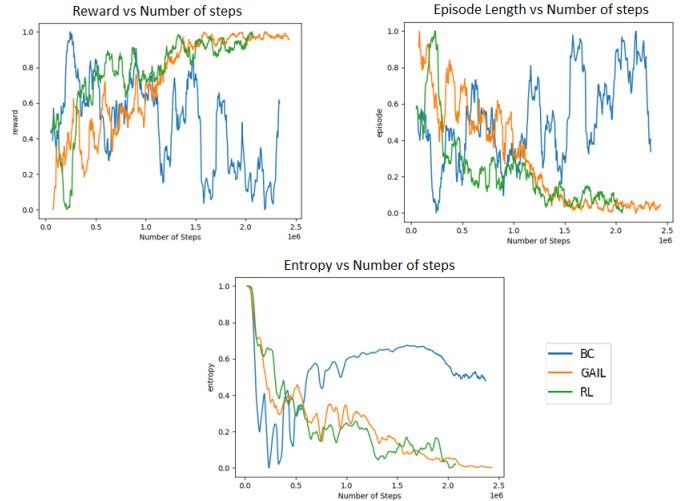 Reward vs Number of steps
1.0
0.8
0.6
0.4
0.2
0.0
reward
0.0
0.5
1.0
1.5
2.0
2.5
1e6
Number of Steps
Episode Length vs Number of steps
1.0
0.8
0.6
0.4
0.2
0.0
episode
0.0
0.5
1.0
1.5
2.0
2.5
1e6
Number of Steps
Entropy vs Number of steps
1.0
0.8
0.6
0.4
0.2
0.0
entropy
0.0
0.5
1.0
1.5
2.0
2.5
1e6
Number of Steps
BC
GAIL
RL